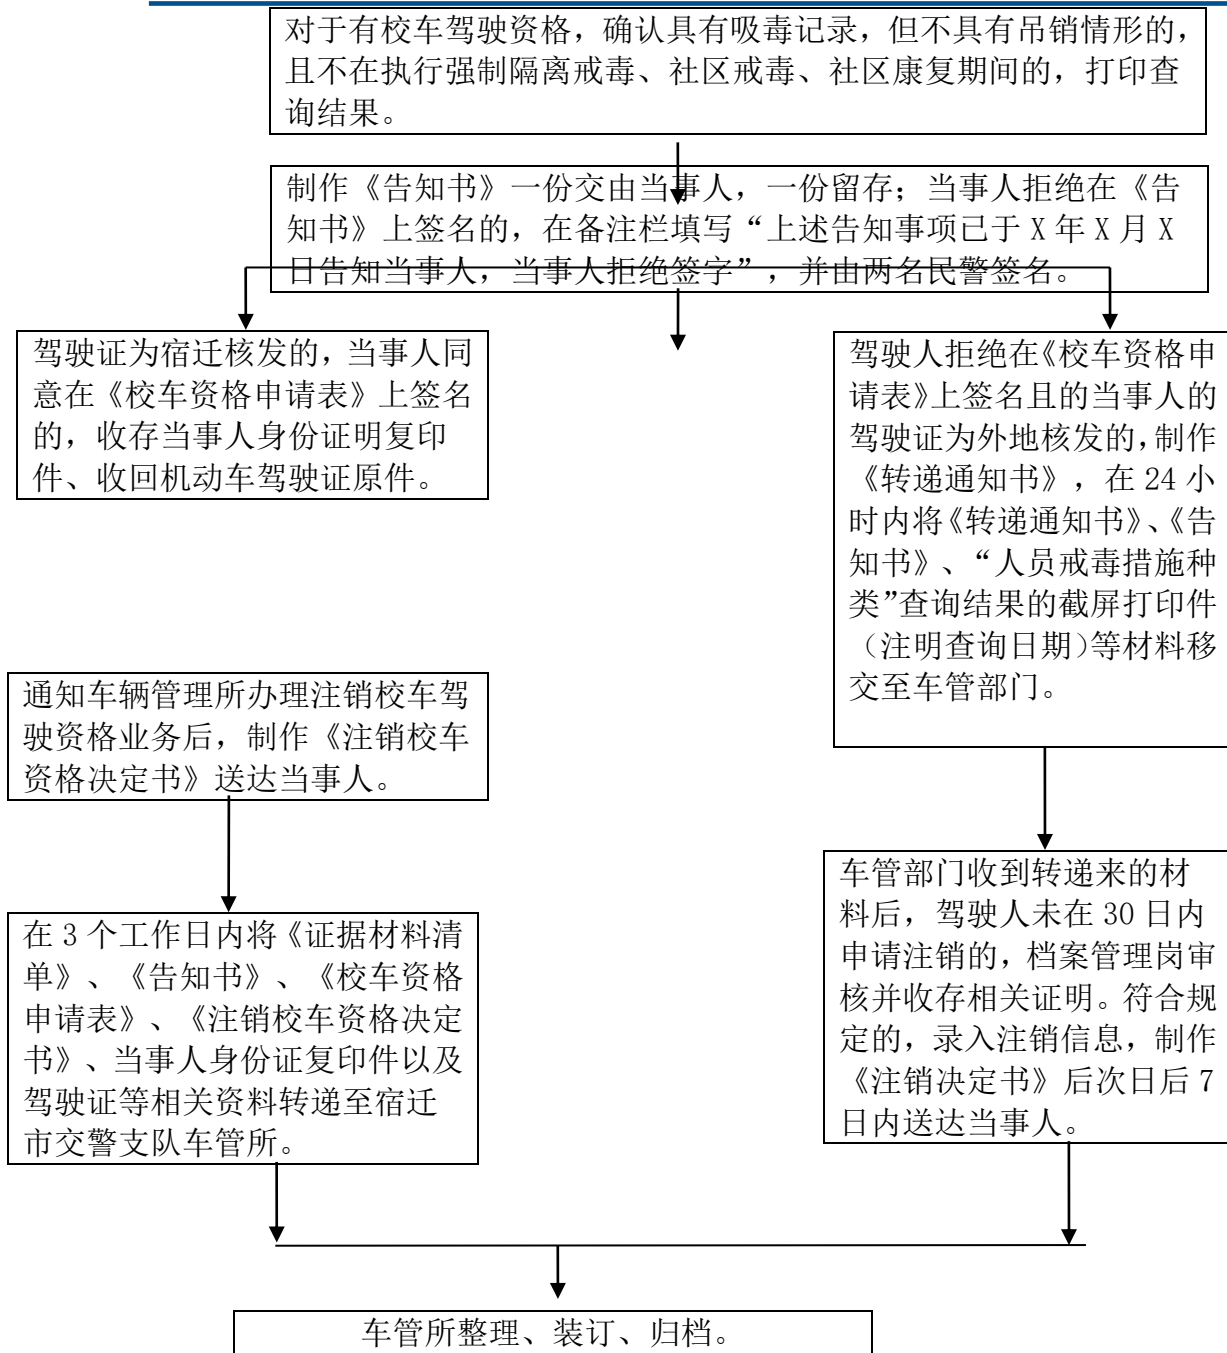 对于有校车驾驶资格，确认具有吸毒记录，但不具有吊销情形的，
且不在执行强制隔离戒毒、社区戒毒、社区康复期间的，打印查
询结果。
制作《告知书》一份交由当事人，一份留存；当事人拒绝在《告
知书》上签名的，在备注栏填写“上述告知事项已于 X 年 X 月 X
日告知当事人，当事人拒绝签字”，并由两名民警签名。
驾驶证为宿迁核发的，当事人同
意在《校车资格申请表》上签名
的，收存当事人身份证明复印
件、收回机动车驾驶证原件。
通知车辆管理所办理注销校车驾
驶资格业务后，制作《注销校车
资格决定书》送达当事人。
在 3 个工作日内将《证据材料清
单》、《告知书》、《校车资格
申请表》、《注销校车资格决定
书》、当事人身份证复印件以及
驾驶证等相关资料转递至宿迁
市交警支队车管所。
驾驶人拒绝在《校车资格申
请表》上签名且的当事人的
驾驶证为外地核发的，制作
《转递通知书》，在 24 小
时内将《转递通知书》、《告
知书》、“人员戒毒措施种
类”查询结果的截屏打印件
（注明查询日期）等材料移
交至车管部门。
车管部门收到转递来的材
料后，驾驶人未在 30 日内
申请注销的，档案管理岗审
核并收存相关证明。符合规
定的，录入注销信息，制作
《注销决定书》后次日后 7
日内送达当事人。
车管所整理、装订、归档。